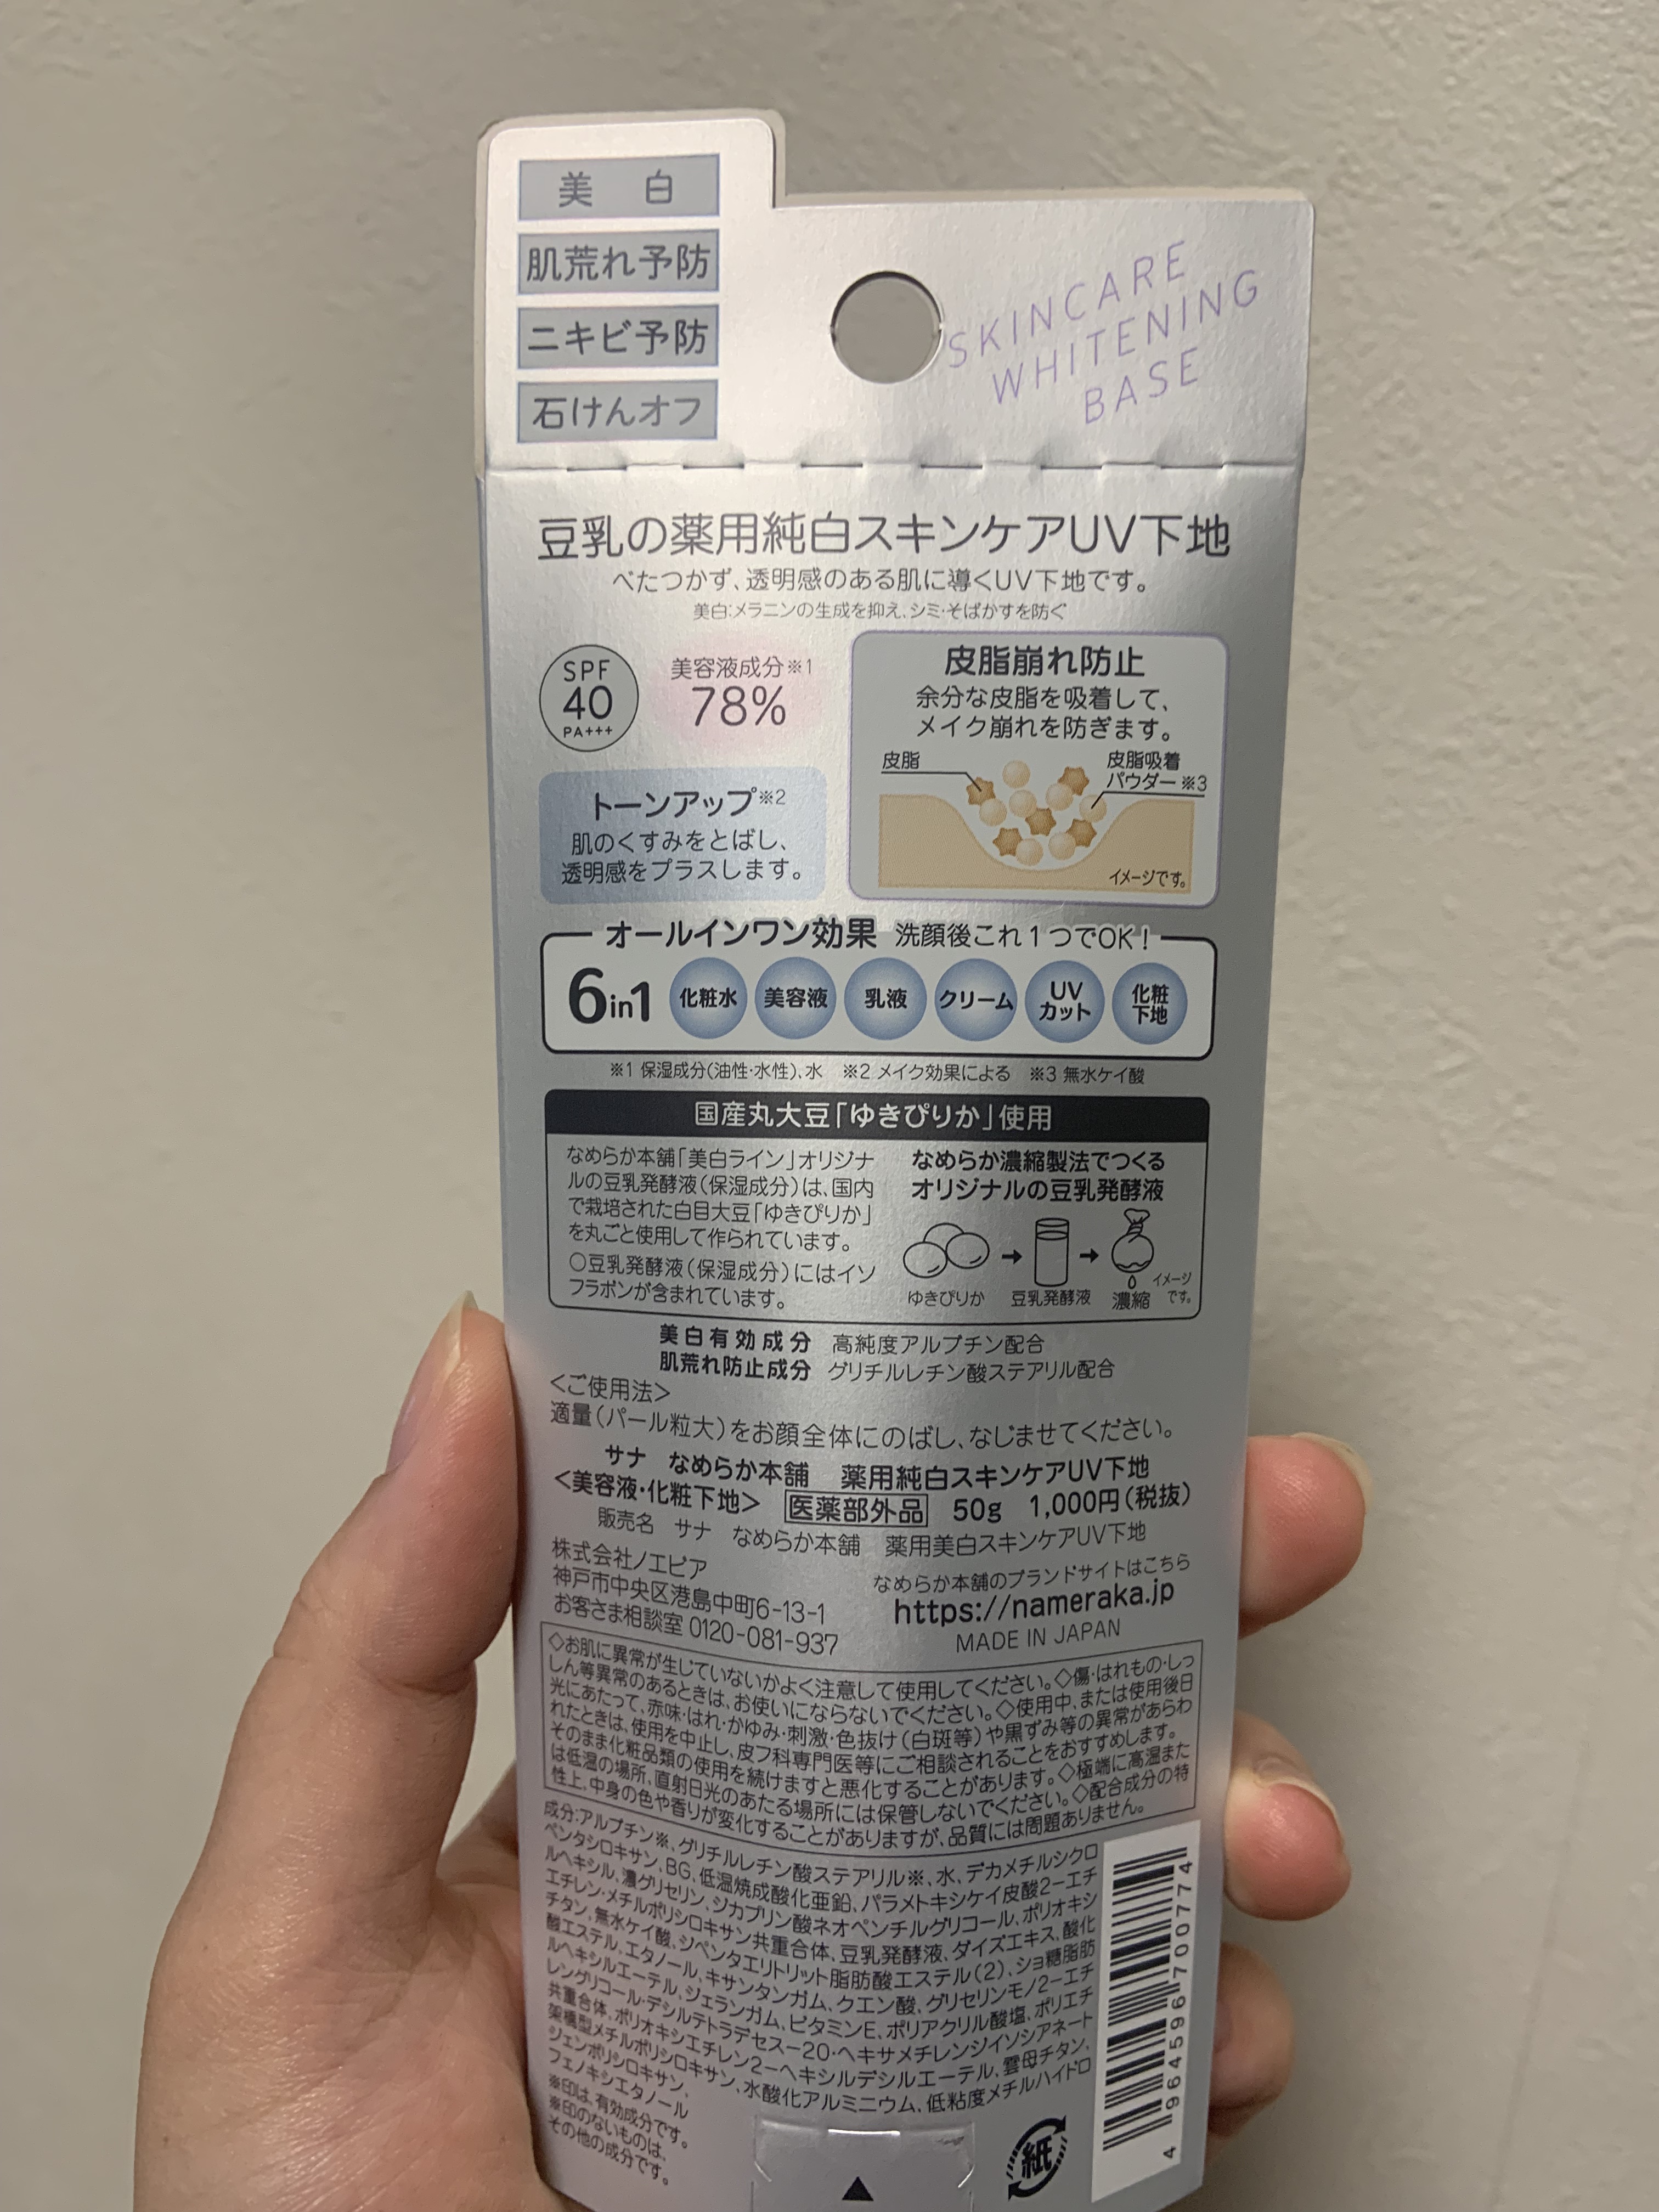 美 白
肌荒れ予防
ニキビ予防
石けんオフ
SKINCARE
WHITENING
BASE
豆乳の薬用純白スキンケアUV下地
べたつかず、透明感のある肌に導くUV下地です。
美白:メラニンの生成を抑え、シミ・そばかすを防ぐ
SPF
40
PA+++
美容液成分※1
78%
トーンアップ※2
肌のくすみをとばし、
透明感をプラスします。
皮脂崩れ防止
余分な皮脂を吸着して、
メイク崩れを防ぎます。
皮脂
皮脂吸着
パウダー※3
イメージです。
オールインワン効果 洗顔後これ1つでOK!
6in1 化粧水 美容液 乳液 クリーム UVカット 化粧下地
※1 保湿成分(油性・水性)、水 ※2 メイク効果による ※3 無水ケイ酸
国産丸大豆「ゆきぴりか」使用
なめらか本舗「美白ライン」オリジナ
ルの豆乳発酵液(保湿成分)は、国内
で栽培された白目大豆「ゆきぴりか」
を丸ごと使用して作られています。
○豆乳発酵液(保湿成分)にはイソ
フラボンが含まれています。
なめらか濃縮製法でつくる
オリジナルの豆乳発酵液
ゆきぴりか 豆乳発酵液 濃縮 イメージです。
美白有効成分 高純度アルブチン配合
肌荒れ防止成分 グリチルレチン酸ステアリル配合
<ご使用法>
適量(パール粒大)をお顔全体にのばし、なじませてください。
サナ なめらか本舗 薬用純白スキンケアUV下地
<美容液・化粧下地> 医薬部外品 50g 1,000円(税抜)
販売名 サナ なめらか本舗 薬用美白スキンケアUV下地
株式会社ノエビア
神戸市中央区港島中町6-13-1
お客さま相談室 0120-081-937
なめらか本舗のブランドサイトはこちら
https://nameraka.jp
MADE IN JAPAN
◇お肌に異常が生じていないかよく注意して使用してください。◇傷・はれもの・しっ
しん等異常のあるときは、お使いにならないでください。◇使用中、または使用後日
光にあたって、赤味・はれ・かゆみ・刺激・色抜け(白斑等)や黒ずみ等の異常があらわ
れたときは、使用を中止し、皮フ科専門医等にご相談されることをおすすめします。
そのまま化粧品類の使用を続けますと悪化することがあります。◇極端に高温また
は低温の場所、直射日光のあたる場所には保管しないでください。◇配合成分の特
性上、中身の色や香りが変化することがありますが、品質には問題ありません。
成分:アルブチン※、グリチルレチン酸ステアリル※、水、デカメチルシクロ
ペンタシロキサン、BG、低温焼成酸化亜鉛、パラメトキシケイ皮酸2-エチ
ルヘキシル、濃グリセリン、ジカプリン酸ネオペンチルグリコール、ポリオキシ
エチレン・メチルポリシロキサン共重合体、豆乳発酵液、ダイズエキス、酸化
チタン、無水ケイ酸、ジペンタエリトリット脂肪酸エステル(2)、ショ糖脂肪
酸エステル、エタノール、キサンタンガム、クエン酸、グリセリンモノ2-エチ
ルヘキシルエーテル、ジェランガム、ビタミンE、ポリアクリル酸塩、ポリエチ
レングリコール・デシルテトラデセス-20・ヘキサメチレンジイソシアネート
共重合体、ポリオキシエチレン2-ヘキシルデシルエーテル、雲母チタン、
架橋型メチルポリシロキサン、水酸化アルミニウム、低粘度メチルハイドロ
ジェンポリシロキサン、
フェノキシエタノール
※印は、有効成分です。
※印のないものは、
その他の成分です。
紙
4 964596 700774